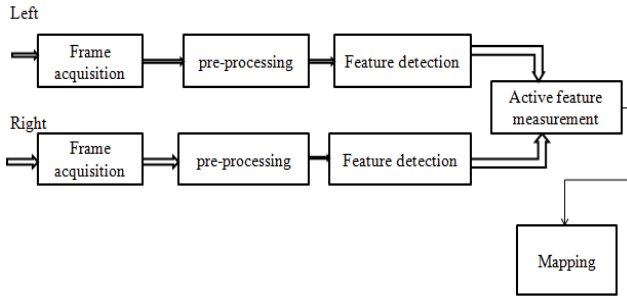 Left
Frame
acquisition
pre-processing
Feature detection
Active feature
measurement
Right
Frame
acquisition
pre-processing
Feature detection
Mapping